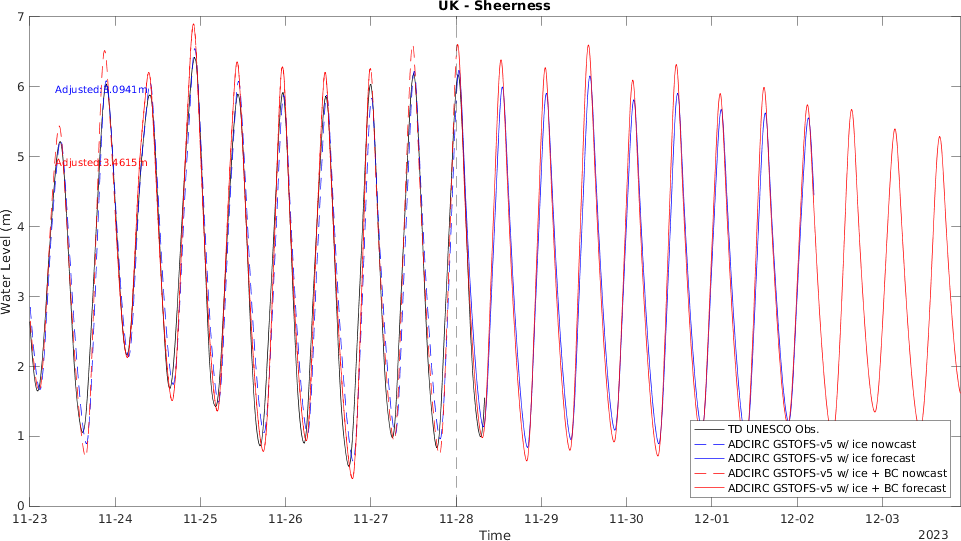 UK - Sheerness
Water Level (m)
7
6
5
4
3
2
1
0
Adjusted:3.0941m
Adjusted:3.4615m
TD UNESCO Obs.
ADCIRC GSTOFS-v5 w/ ice nowcast
ADCIRC GSTOFS-v5 w/ ice forecast
ADCIRC GSTOFS-v5 w/ ice + BC nowcast
ADCIRC GSTOFS-v5 w/ ice + BC forecast
11-23 11-24 11-25 11-26 11-27 11-28 11-29 11-30 12-01 12-02 12-03
Time
2023